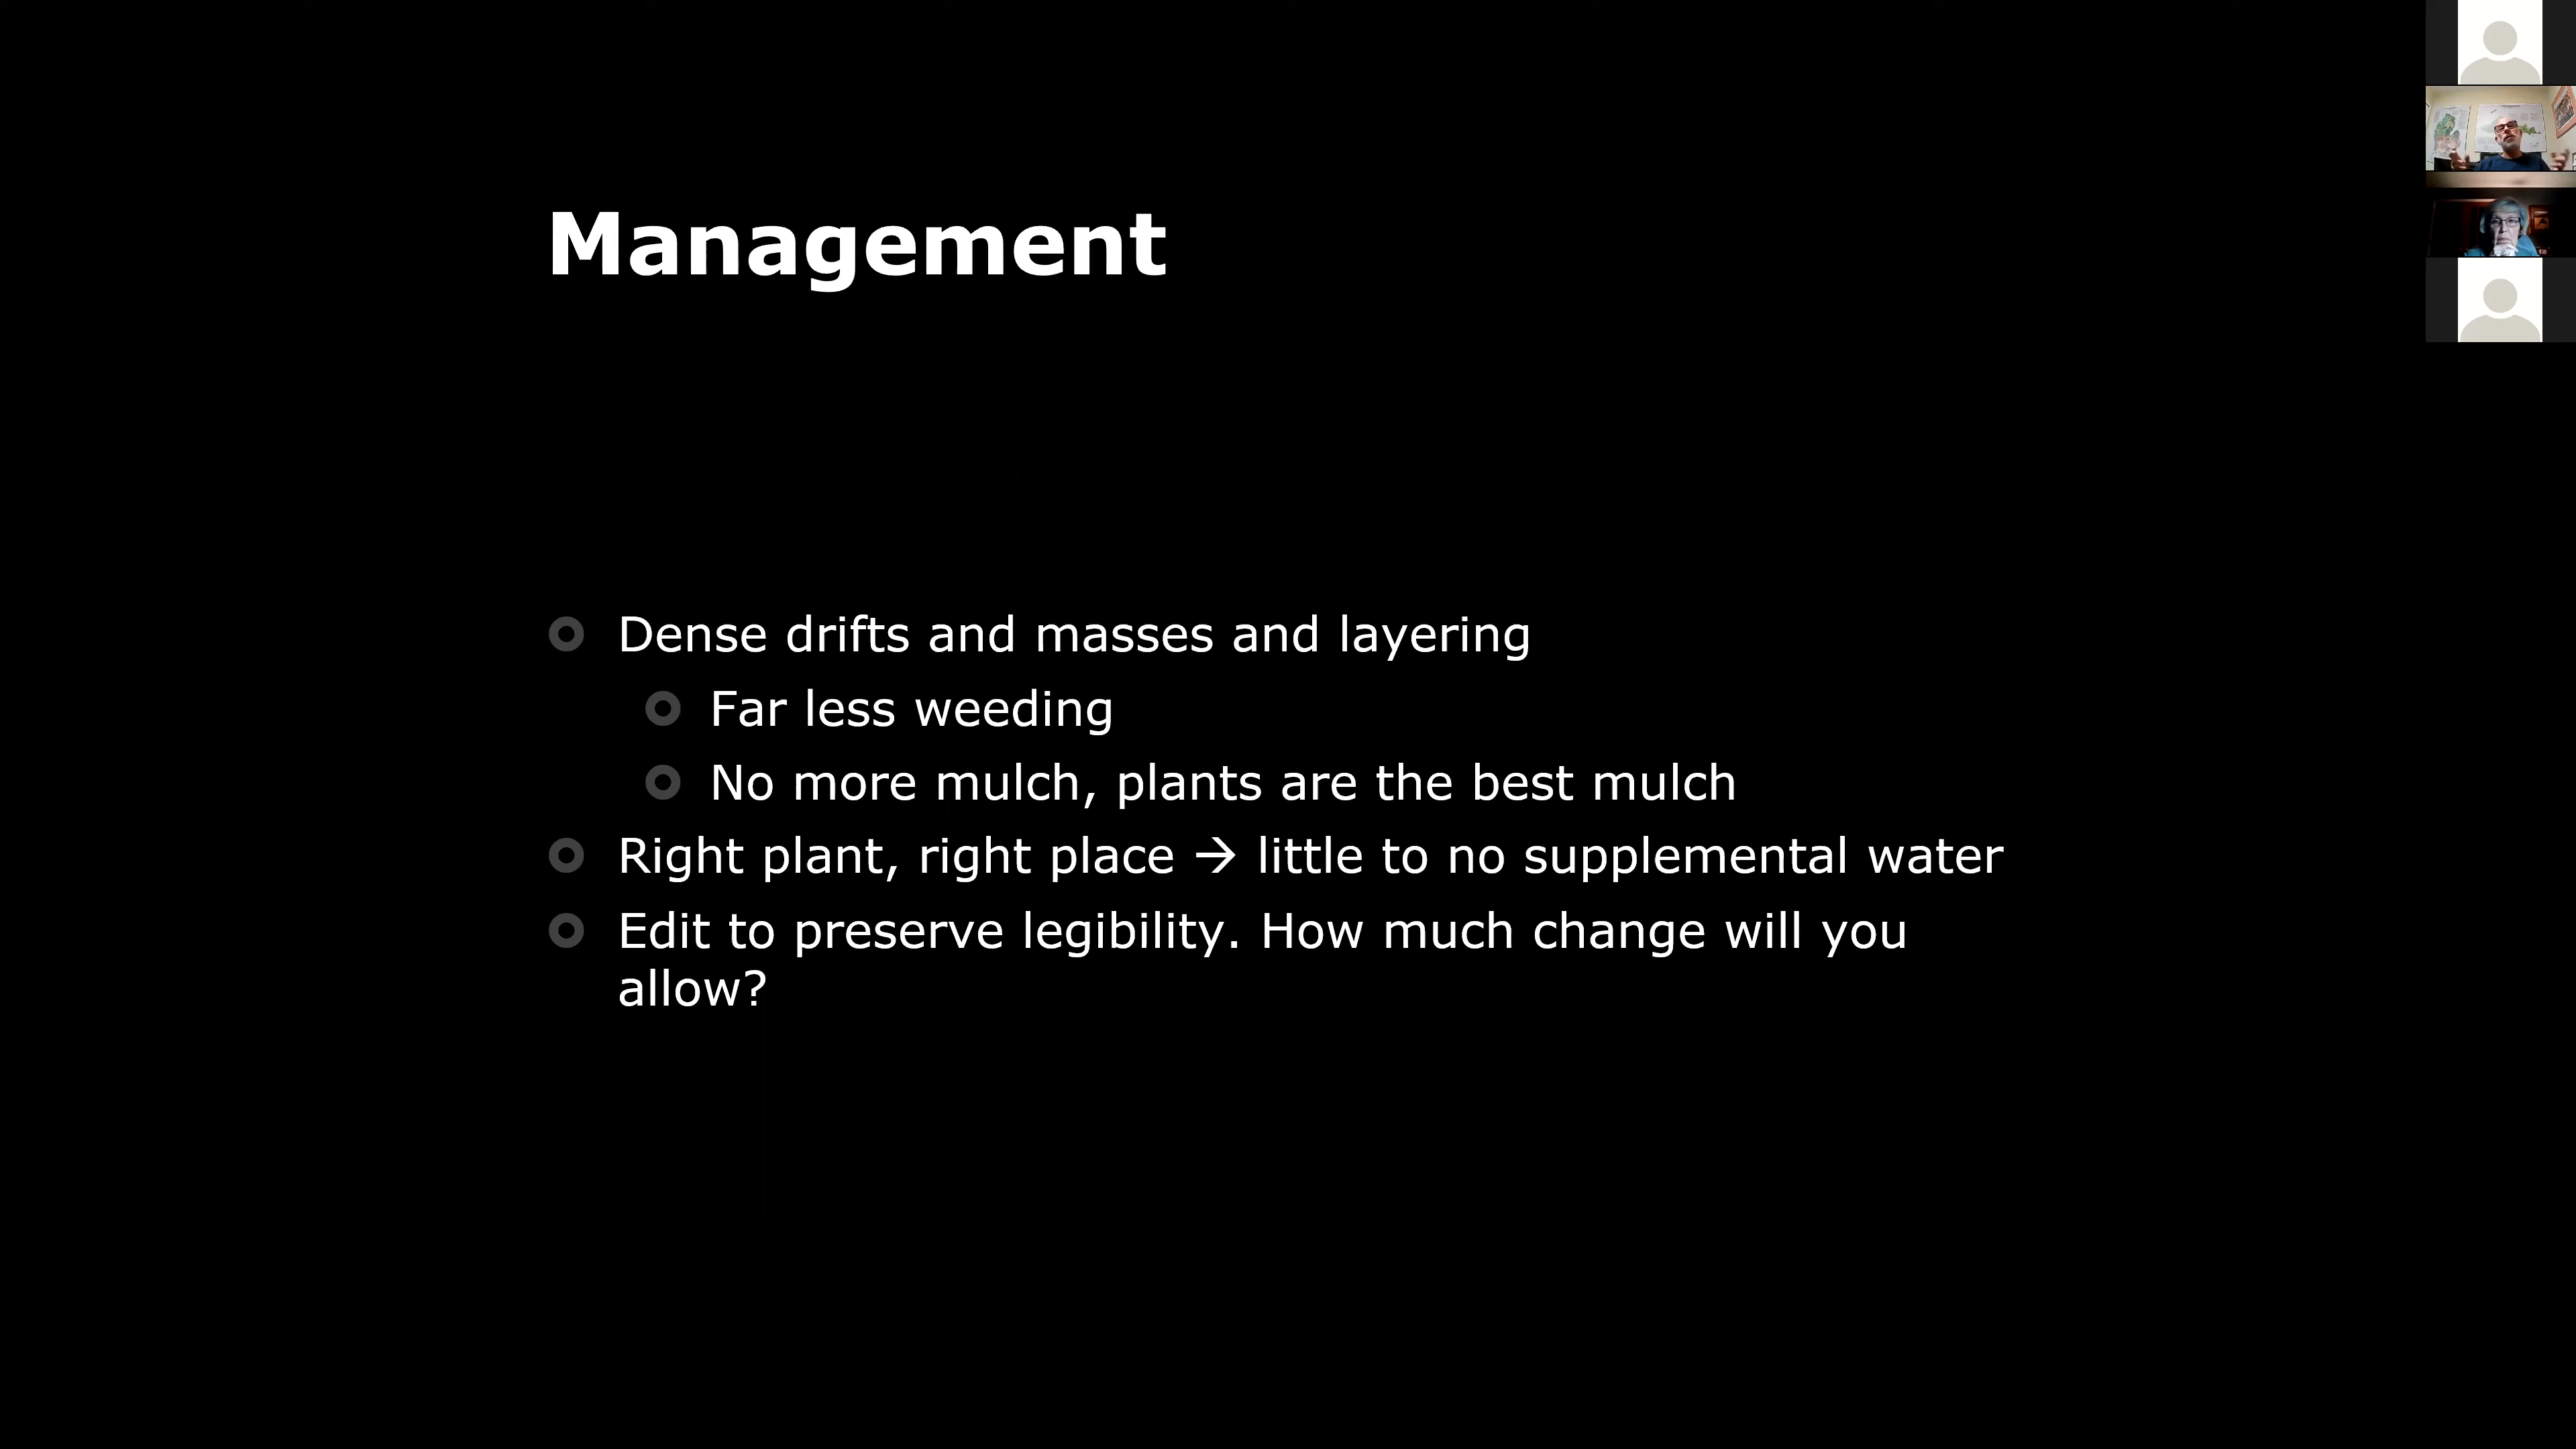 Management
Dense drifts and masses and layering
Far less weeding
No more mulch, plants are the best mulch
Right plant, right place → little to no supplemental water
Edit to preserve legibility. How much change will you
allow?